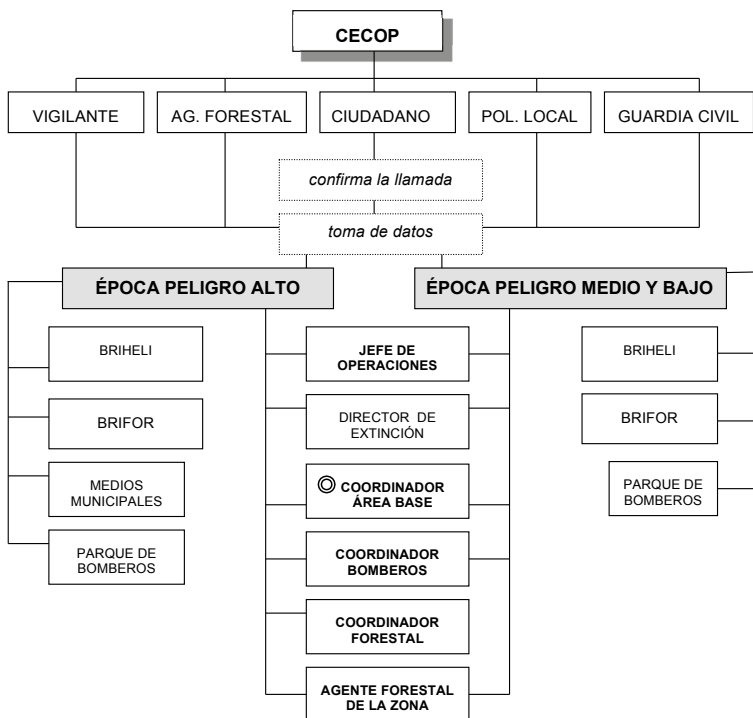 CECOP
VIGILANTE
AG. FORESTAL
CIUDADANO
POL. LOCAL
GUARDIA CIVIL
confirma la llamada
toma de datos
ÉPOCA PELIGRO ALTO
ÉPOCA PELIGRO MEDIO Y BAJO
BRIHELI
BRIFOR
MEDIOS
MUNICIPALES
PARQUE DE
BOMBEROS
JEFE DE
OPERACIONES
DIRECTOR DE
EXTINCIÓN
COORDINADOR
ÁREA BASE
COORDINADOR
BOMBEROS
COORDINADOR
FORESTAL
AGENTE FORESTAL
DE LA ZONA
BRIHELI
BRIFOR
PARQUE DE
BOMBEROS